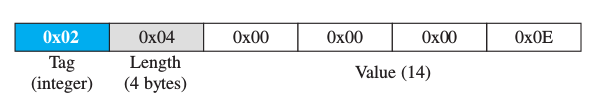 0x02 0x04 0x00 0x00 0x00 0x0E
Tag Length Value (14)
(integer) (4 bytes)